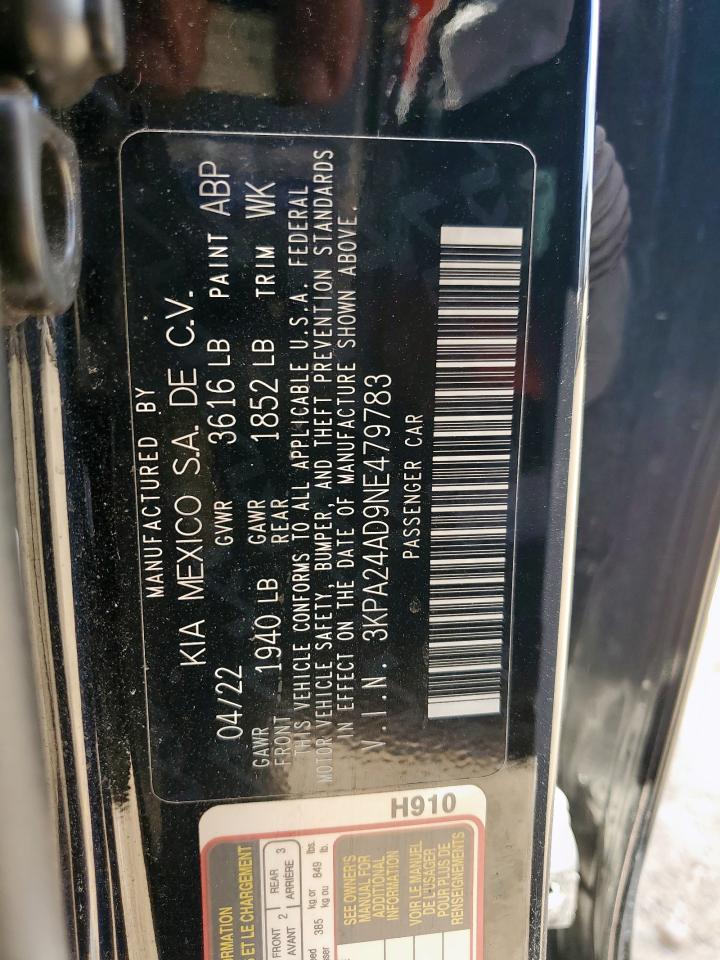 MANUFACTURED BY
KIA MEXICO S.A. DE C.V.
04/22 GVWR 3616 LB PAINT ABP
GAWR FRONT 1940 LB GAWR REAR 1852 LB TRIM WK
THIS VEHICLE CONFORMS TO ALL APPLICABLE U.S.A. FEDERAL
MOTOR VEHICLE SAFETY, BUMPER, AND THEFT PREVENTION STANDARDS
IN EFFECT ON THE DATE OF MANUFACTURE SHOWN ABOVE.
V.I.N. 3KPA24AD9NE479783
PASSENGER CAR
ET LE CHARGEMENT
FRONT 2 REAR 3
AVANT ARRIÈRE
385 kg or 849 lbs.
kg ou lb.
SEE OWNER'S
MANUAL FOR
ADDITIONAL
INFORMATION
VOIR LE MANUEL
DE L'USAGER
POUR PLUS DE
RENSEIGNEMENTS
H910